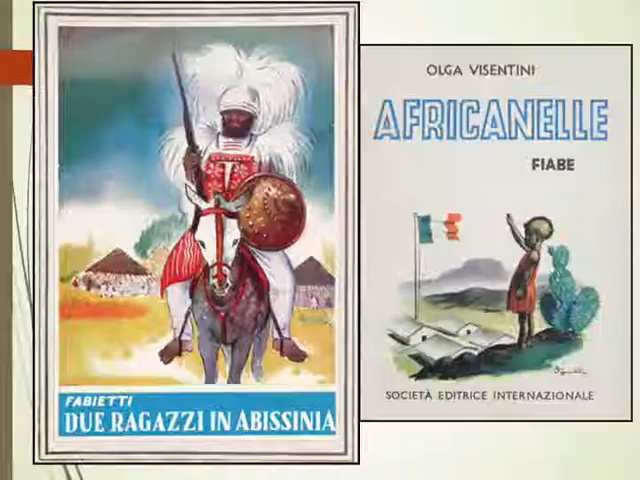 FABIETTI
DUE RAGAZZI IN ABISSINIA
OLGA VISENTINI
AFRICANELLE
FIABE
SOCIETÀ EDITRICE INTERNAZIONALE